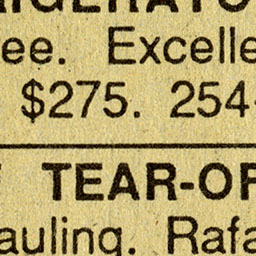 IGERATO
ee. Excelle
$275. 254-
TEAR-OF
auling. Rafa